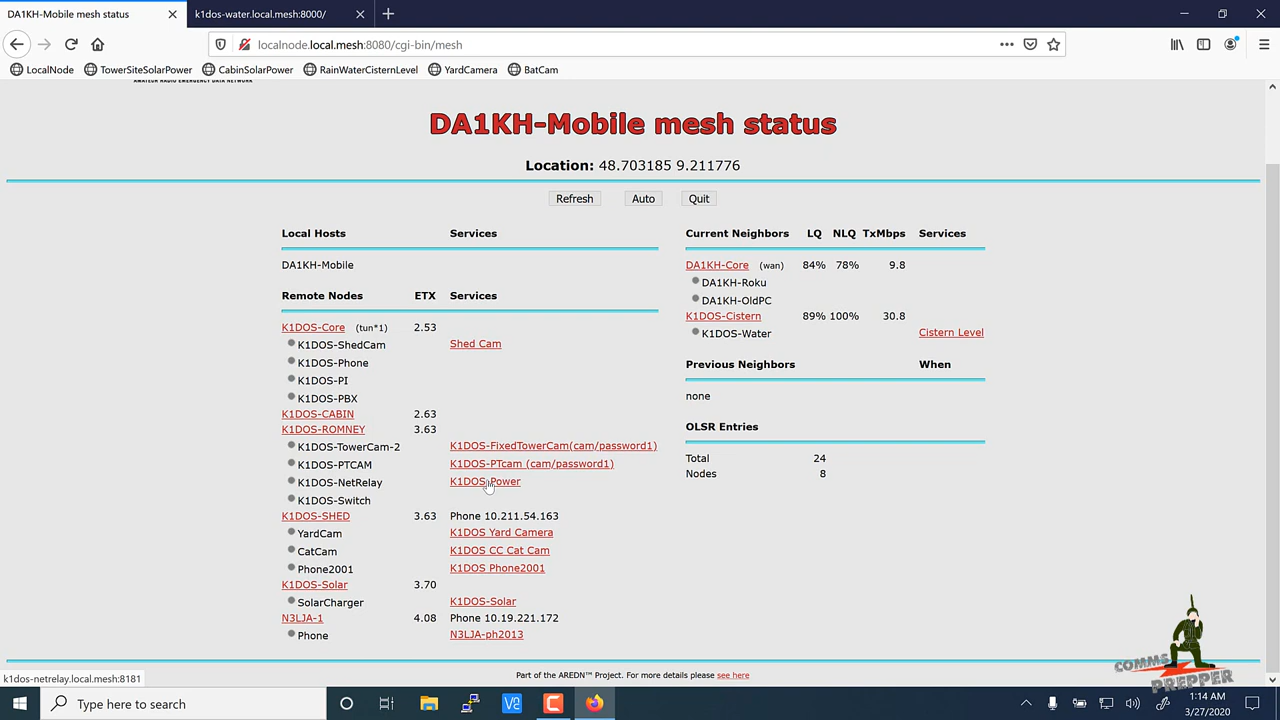 DA1KH-Mobile mesh status
k1dos-water.local.mesh:8000/
localnode.local.mesh:8080/cgi-bin/mesh
LocalNode TowerSiteSolarPower CabinSolarPower RainWaterCisternLevel YardCamera BatCam
AMATEUR RADIO EMERGENCY DATA NETWORK
DA1KH-Mobile mesh status
Location: 48.703185 9.211776
Refresh Auto Quit
Local Hosts Services
DA1KH-Mobile
Remote Nodes ETX Services
K1DOS-Core (tun*1) 2.53
K1DOS-ShedCam Shed Cam
K1DOS-Phone
K1DOS-PI
K1DOS-PBX
K1DOS-CABIN 2.63
K1DOS-ROMNEY 3.63
K1DOS-TowerCam-2 K1DOS-FixedTowerCam(cam/password1)
K1DOS-PTCAM K1DOS-PTcam (cam/password1)
K1DOS-NetRelay K1DOS-Power
K1DOS-Switch
K1DOS-SHED 3.63 Phone 10.211.54.163
YardCam K1DOS Yard Camera
CatCam K1DOS CC Cat Cam
Phone2001 K1DOS Phone2001
K1DOS-Solar 3.70
SolarCharger K1DOS-Solar
N3LJA-1 4.08 Phone 10.19.221.172
Phone N3LJA-ph2013
Current Neighbors LQ NLQ TxMbps Services
DA1KH-Core (wan) 84% 78% 9.8
DA1KH-Roku
DA1KH-OldPC
K1DOS-Cistern 89% 100% 30.8
K1DOS-Water Cistern Level
Previous Neighbors When
none
OLSR Entries
Total 24
Nodes 8
Part of the AREDN™ Project. For more details please see here
k1dos-netrelay.local.mesh:8181
COMMS
PREPPER
Type here to search
1:14 AM
3/27/2020